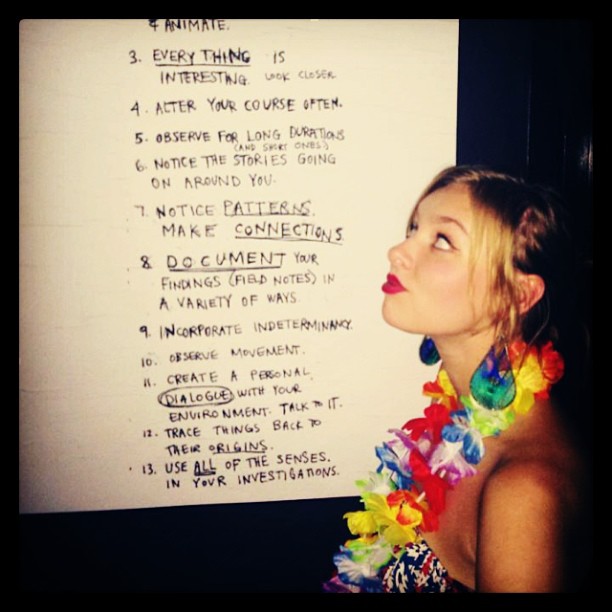 & ANIMATE.
3. EVERY THING IS
INTERESTING. LOOK CLOSER.
4. ALTER YOUR COURSE OFTEN.
5. OBSERVE FOR LONG DURATIONS
(AND SHORT ONES)
6. NOTICE THE STORIES GOING
ON AROUND YOU.
7. NOTICE PATTERNS.
MAKE CONNECTIONS.
8. DOCUMENT YOUR
FINDINGS (FIELD NOTES) IN
A VARIETY OF WAYS.
9. INCORPORATE INDETERMINANCY.
10. OBSERVE MOVEMENT.
11. CREATE A PERSONAL
DIALOGUE WITH YOUR
ENVIRONMENT. TALK TO IT.
12. TRACE THINGS BACK TO
THEIR ORIGINS.
13. USE ALL OF THE SENSES.
IN YOUR INVESTIGATIONS.